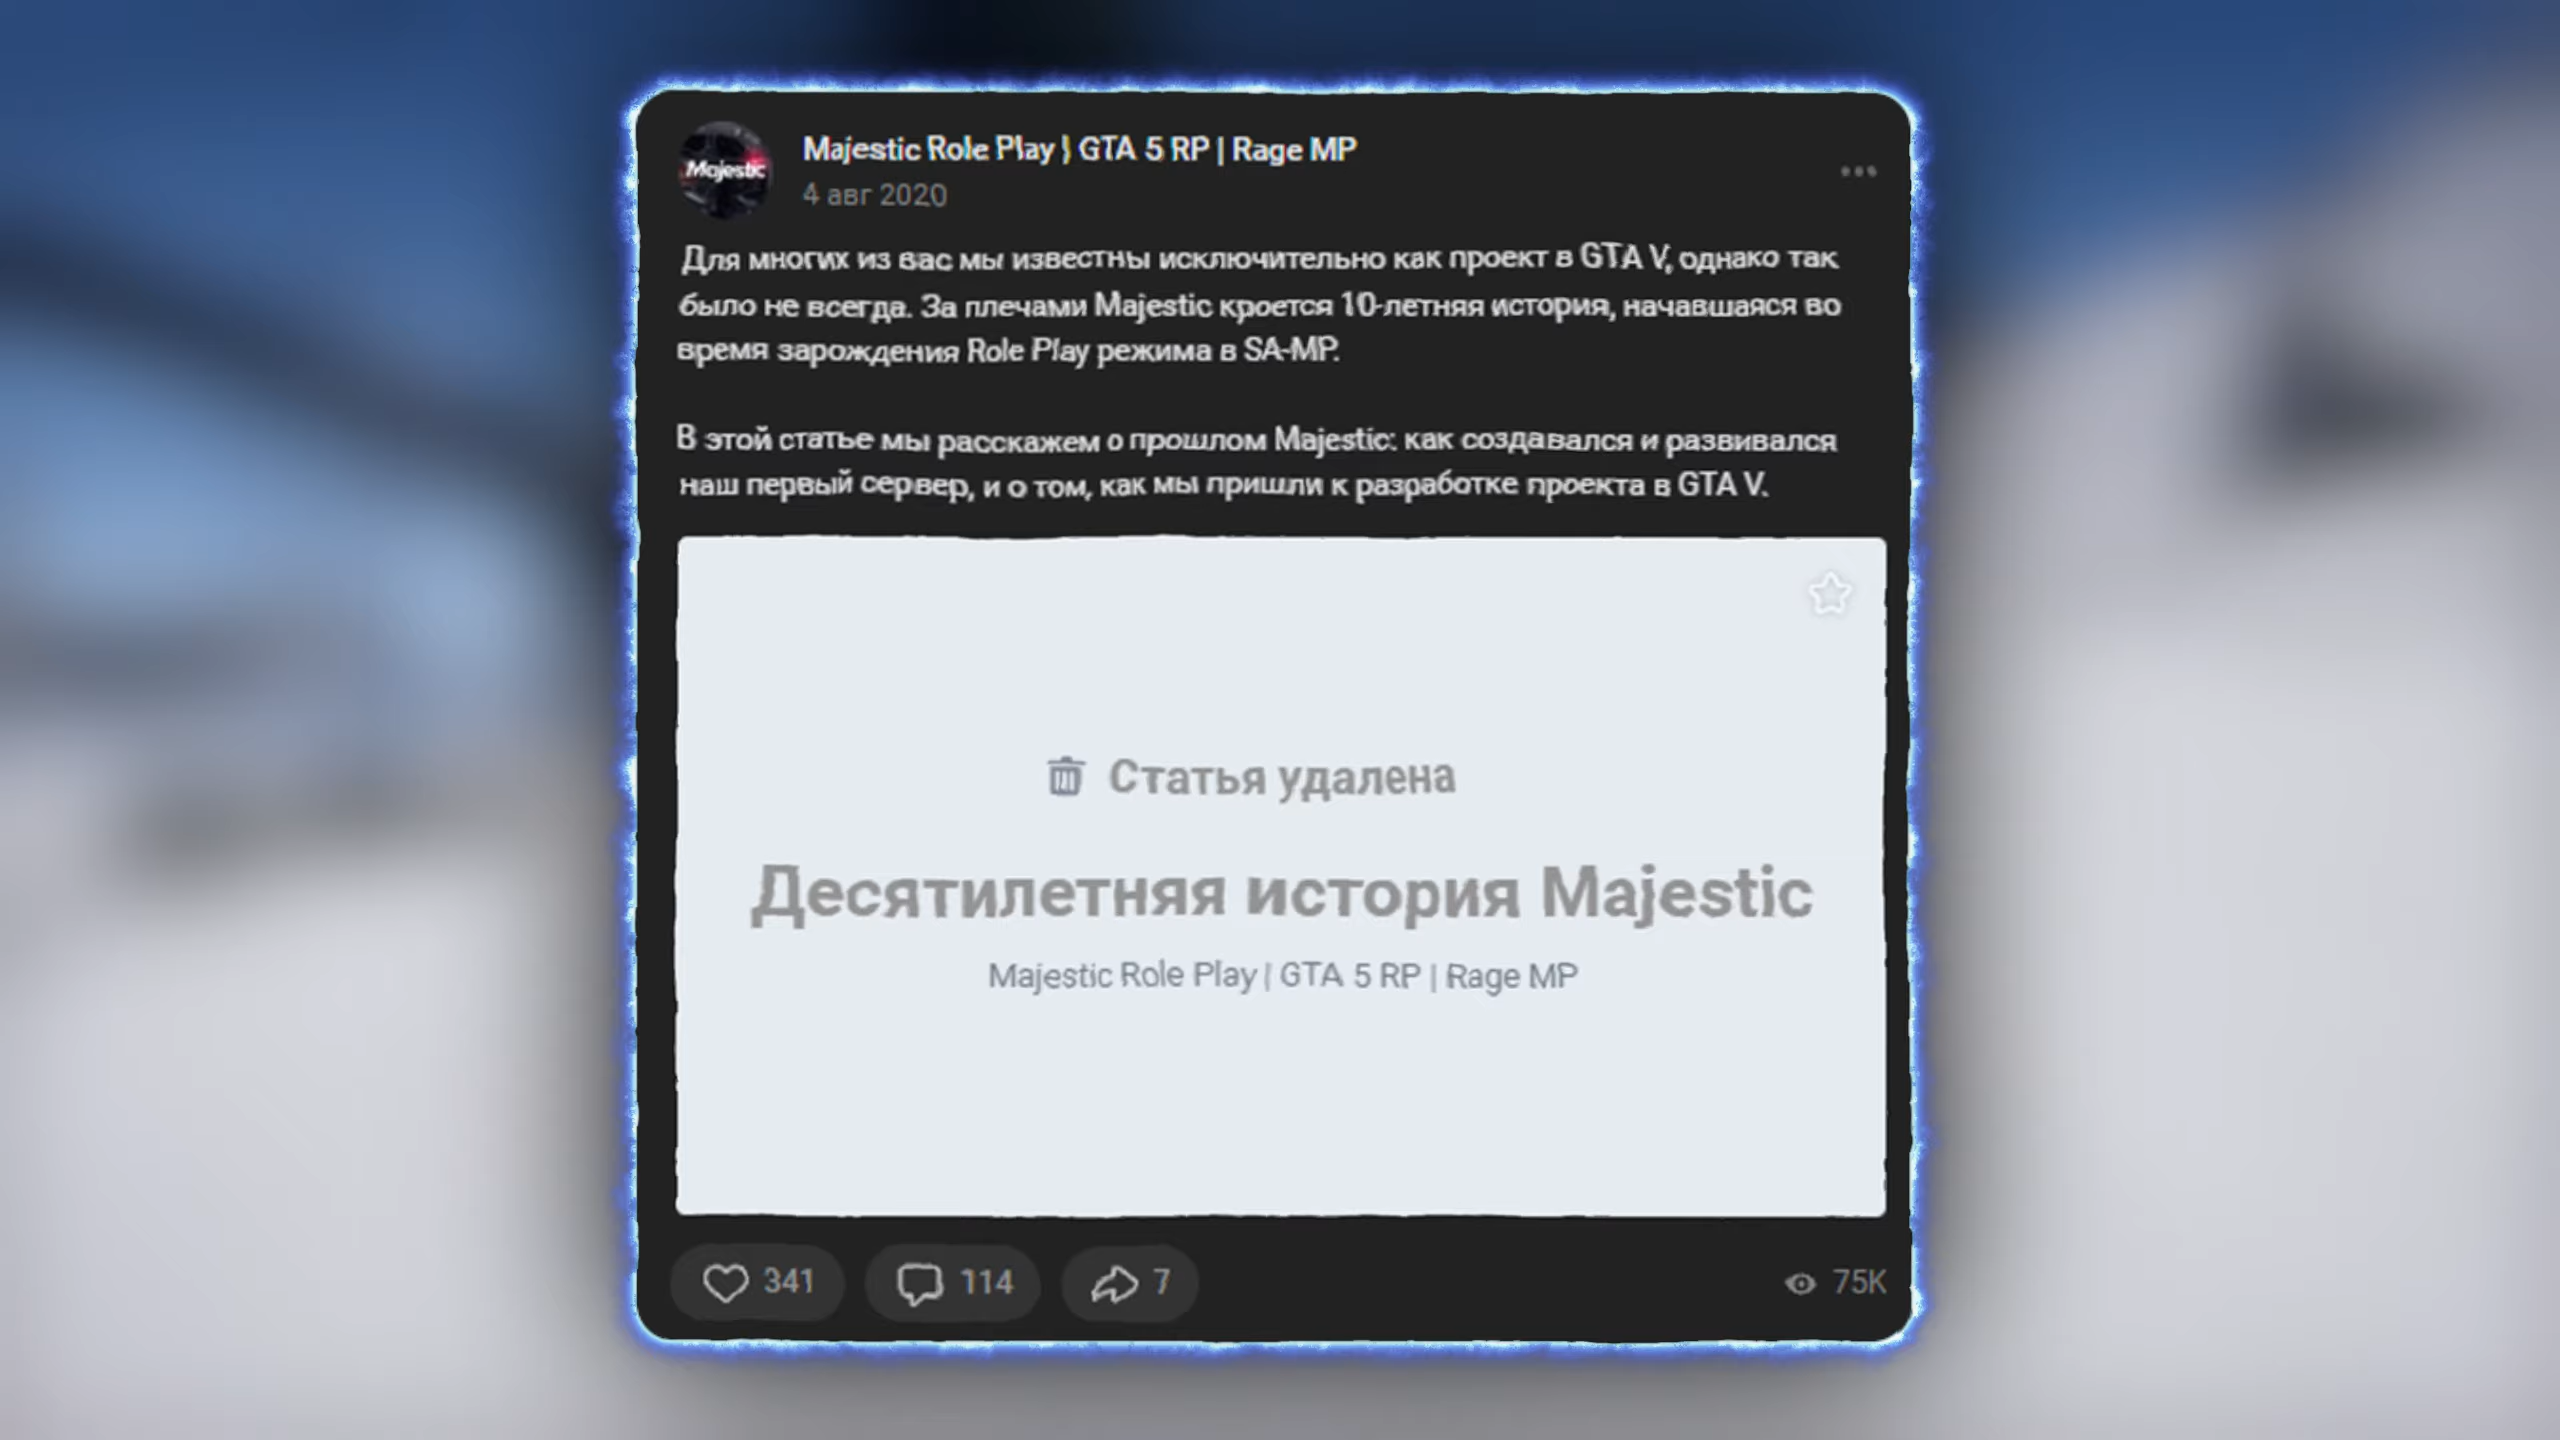 Majestic
Majestic Role Play | GTA 5 RP | Rage MP
4 авг 2020
Для многих из вас мы известны исключительно как проект в GTA V, однако так
было не всегда. За плечами Majestic кроется 10-летняя история, начавшаяся во
время зарождения Role Play режима в SA-MP.
В этой статье мы расскажем о прошлом Majestic: как создавался и развивался
наш первый сервер, и о том, как мы пришли к разработке проекта в GTA V.
Статья удалена
Десятилетняя история Majestic
Majestic Role Play | GTA 5 RP | Rage MP
341
114
7
75K